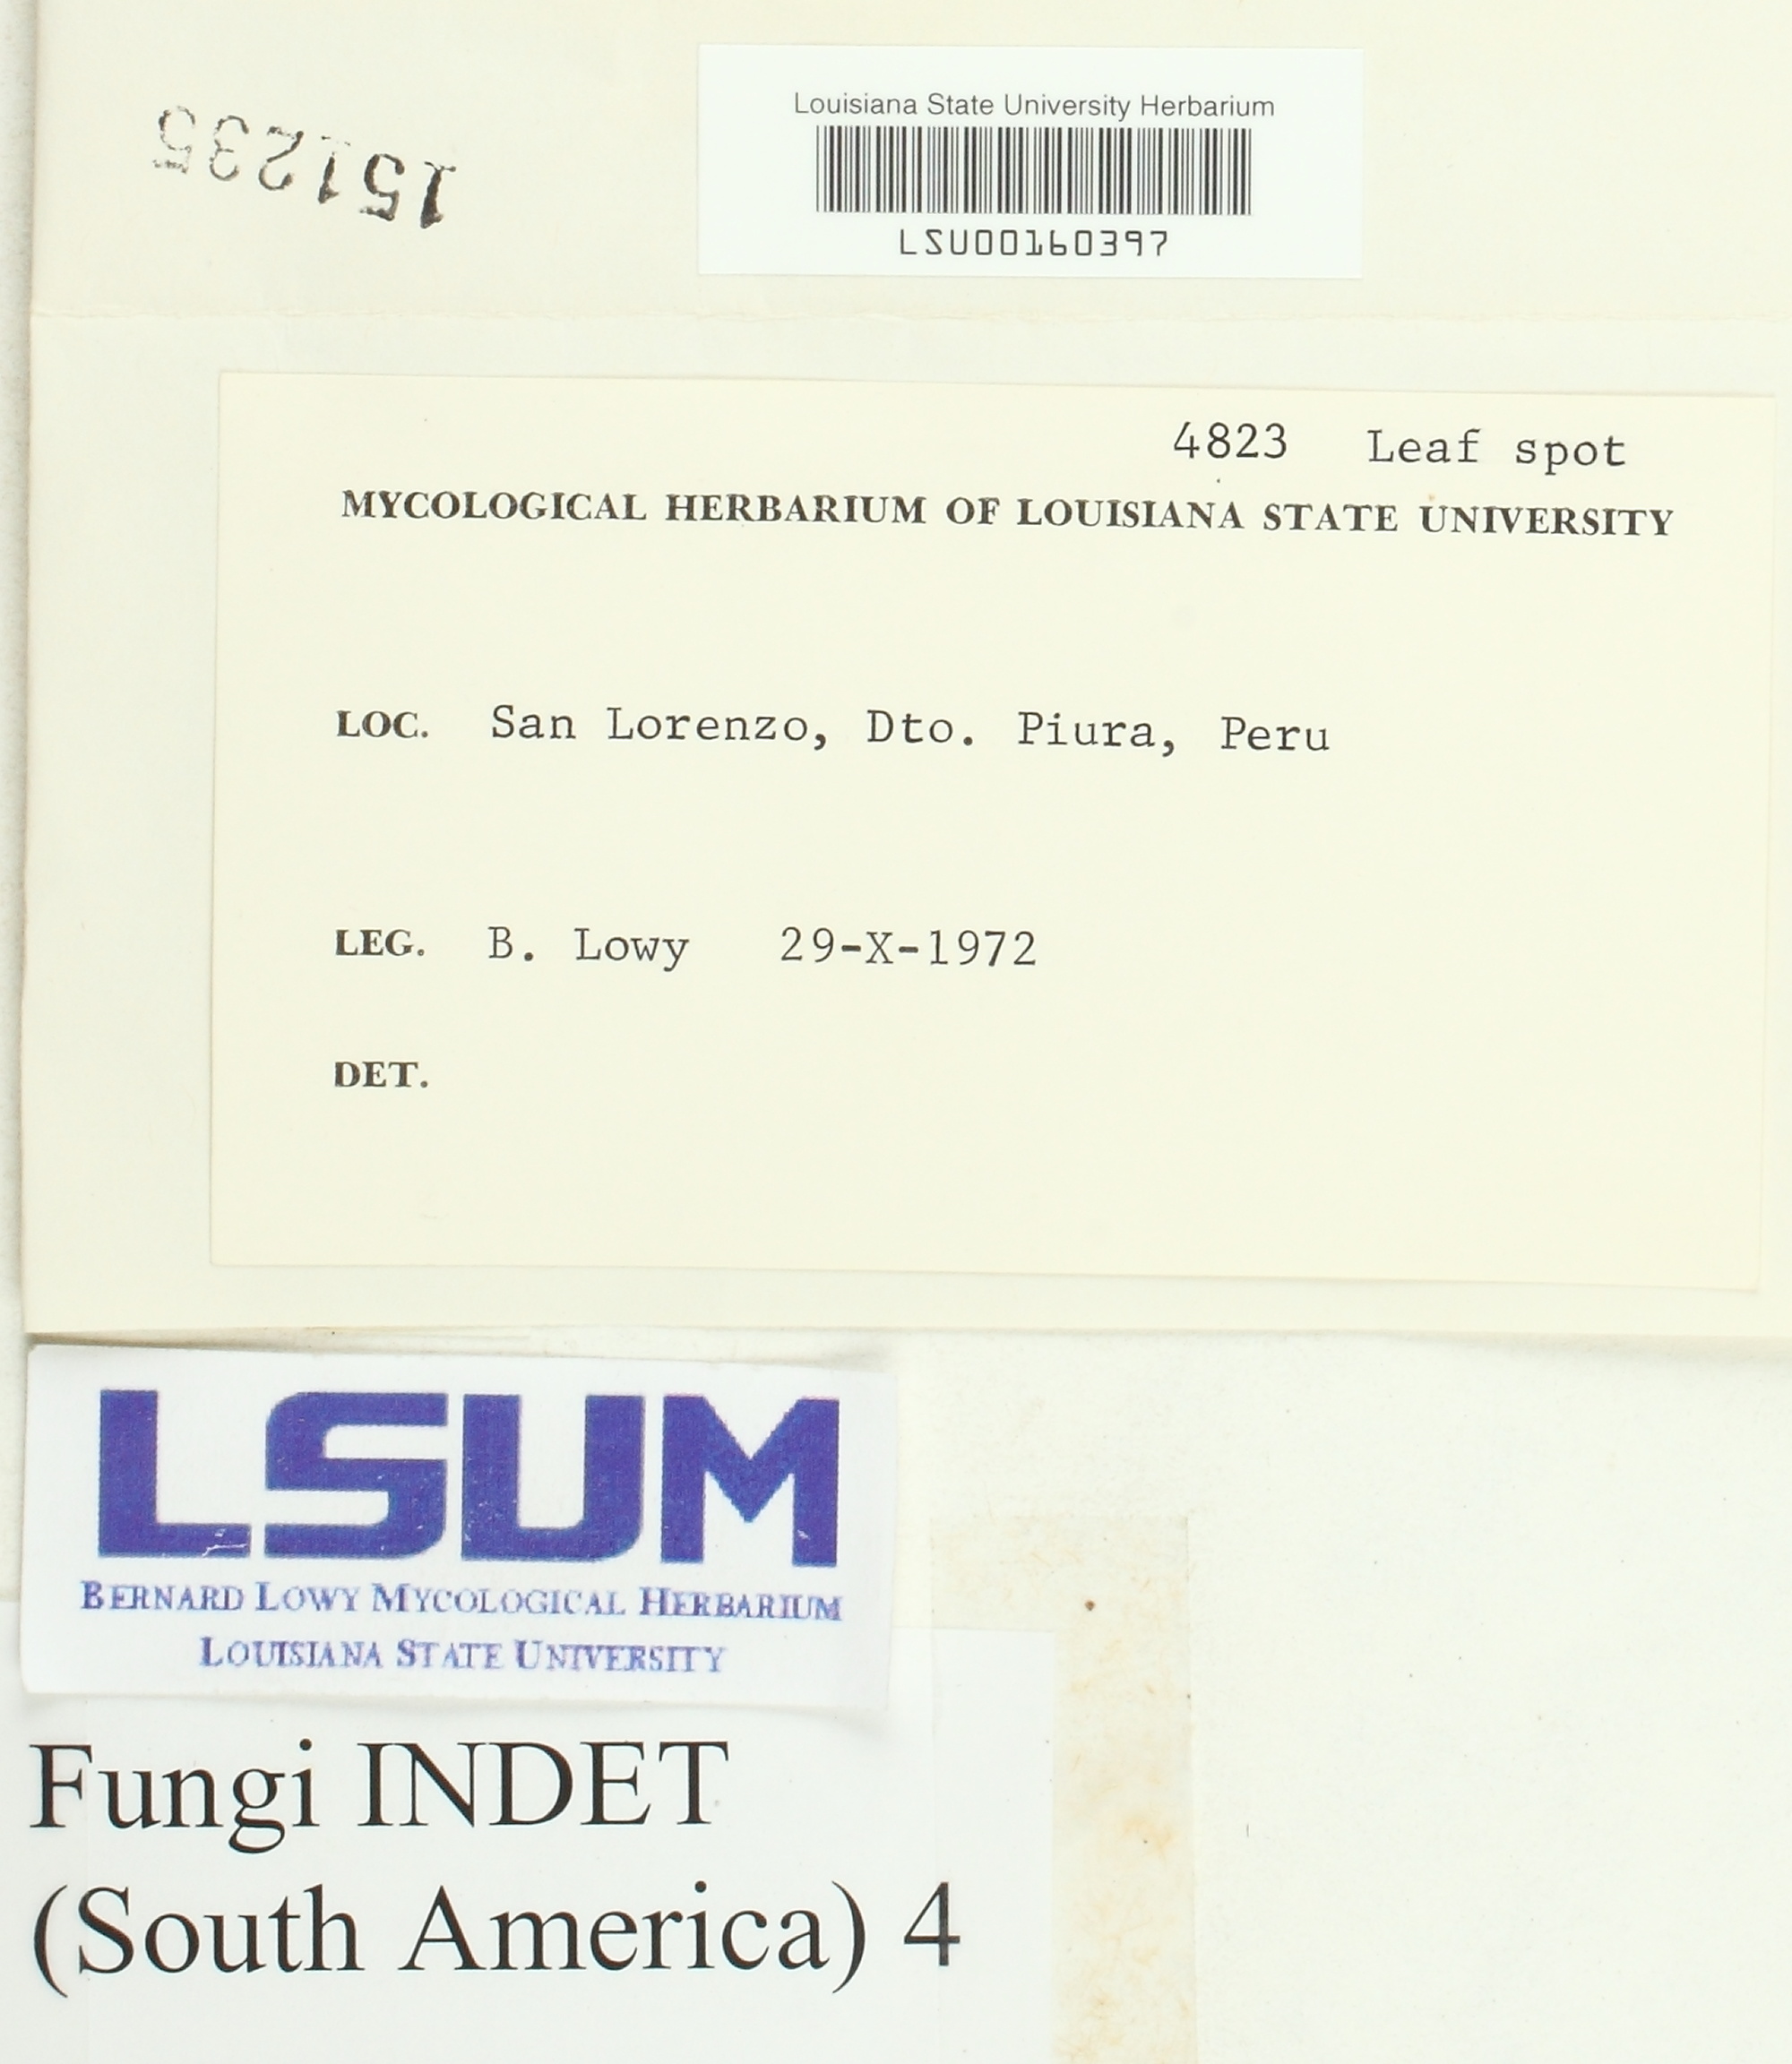 151235
Louisiana State University Herbarium
LSU00160397
4823 Leaf spot
MYCOLOGICAL HERBARIUM OF LOUISIANA STATE UNIVERSITY
LOC. San Lorenzo, Dto. Piura, Peru
LEG. B. Lowy 29-X-1972
DET.
LSUM
BERNARD LOWY MYCOLOGICAL HERBARIUM
LOUISIANA STATE UNIVERSITY
Fungi INDET
(South America) 4